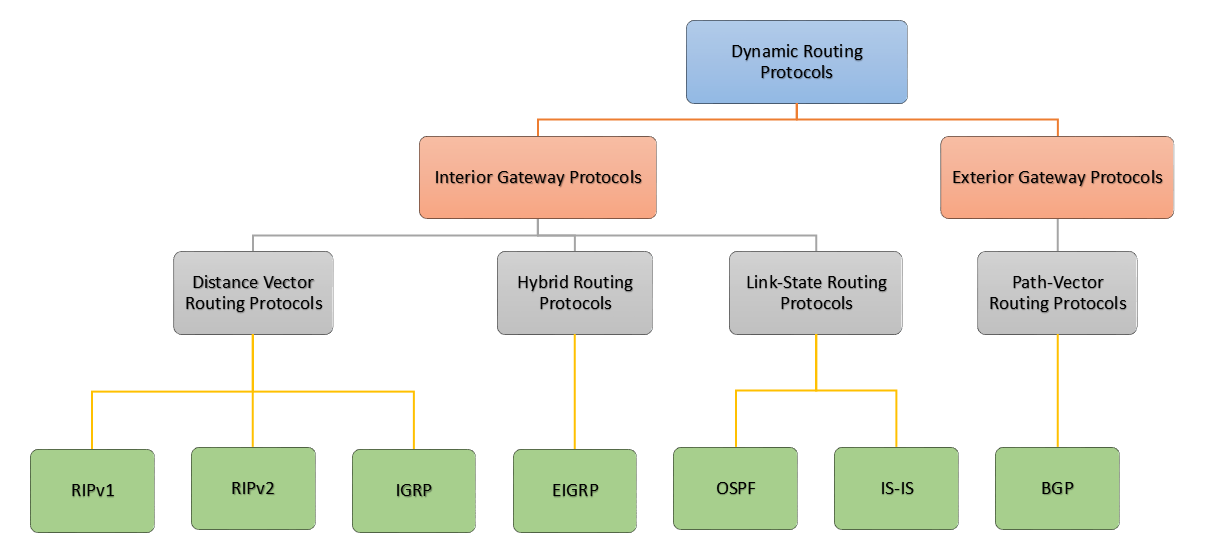 Dynamic Routing
Protocols
Interior Gateway Protocols
Exterior Gateway Protocols
Distance Vector
Routing Protocols
Hybrid Routing
Protocols
Link-State Routing
Protocols
Path-Vector
Routing Protocols
RIPv1
RIPv2
IGRP
EIGRP
OSPF
IS-IS
BGP